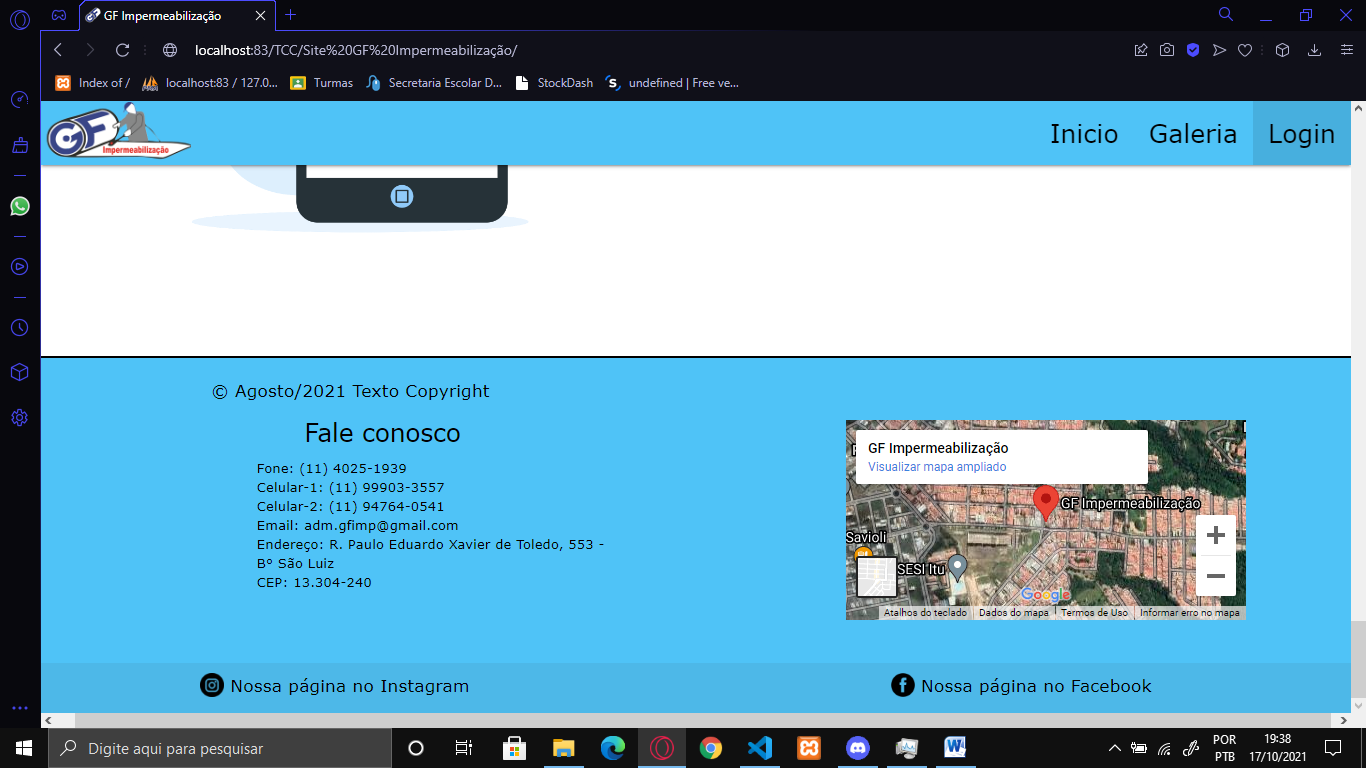 GF Impermeabilização
localhost:83/TCC/Site%20GF%20Impermeabilização/
Index of /
localhost:83 / 127.0...
Turmas
Secretaria Escolar D...
StockDash
undefined | Free ve...
GF
Impermeabilização
Inicio
Galeria
Login
© Agosto/2021 Texto Copyright
Fale conosco
Fone: (11) 4025-1939
Celular-1: (11) 99903-3557
Celular-2: (11) 94764-0541
Email: adm.gfimp@gmail.com
Endereço: R. Paulo Eduardo Xavier de Toledo, 553 -
B° São Luiz
CEP: 13.304-240
GF Impermeabilização
Visualizar mapa ampliado
GF Impermeabilização
Savioli
SESI Itu
Google
Atalhos do teclado
Dados do mapa
Termos de Uso
Informar erro no mapa
Nossa página no Instagram
Nossa página no Facebook
Digite aqui para pesquisar
POR
PTB
19:38
17/10/2021